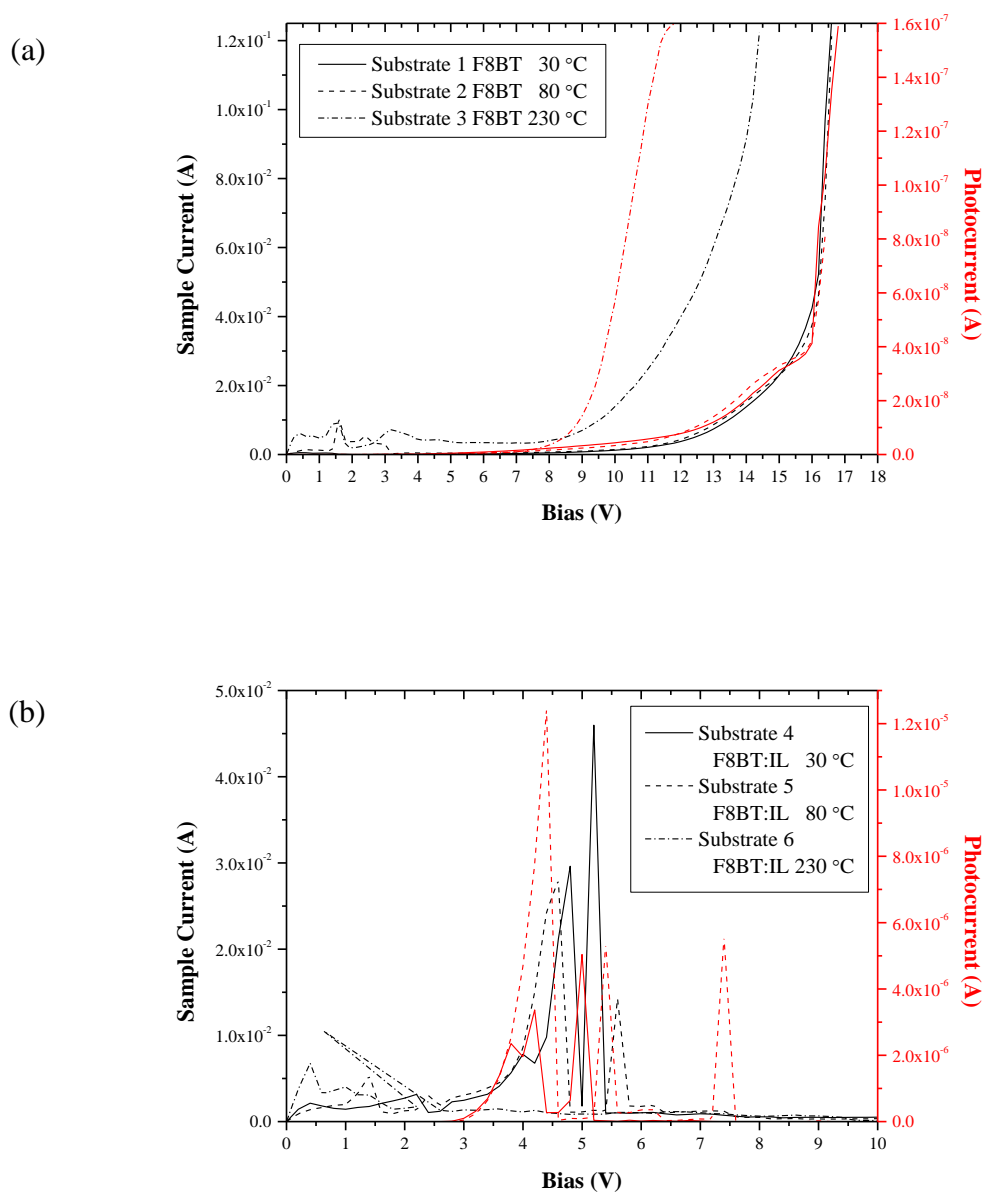 (a)
Substrate 1 F8BT 30 °C
Substrate 2 F8BT 80 °C
Substrate 3 F8BT 230 °C
Sample Current (A)
1.2x10⁻¹
1.0x10⁻¹
8.0x10⁻²
6.0x10⁻²
4.0x10⁻²
2.0x10⁻²
0.0
Photocurrent (A)
1.6x10⁻⁷
1.4x10⁻⁷
1.2x10⁻⁷
1.0x10⁻⁷
8.0x10⁻⁸
6.0x10⁻⁸
4.0x10⁻⁸
2.0x10⁻⁸
0.0
0 1 2 3 4 5 6 7 8 9 10 11 12 13 14 15 16 17 18
Bias (V)
(b)
Substrate 4
F8BT:IL 30 °C
Substrate 5
F8BT:IL 80 °C
Substrate 6
F8BT:IL 230 °C
Sample Current (A)
5.0x10⁻²
4.0x10⁻²
3.0x10⁻²
2.0x10⁻²
1.0x10⁻²
0.0
Photocurrent (A)
1.2x10⁻⁵
1.0x10⁻⁵
8.0x10⁻⁶
6.0x10⁻⁶
4.0x10⁻⁶
2.0x10⁻⁶
0.0
0 1 2 3 4 5 6 7 8 9 10
Bias (V)